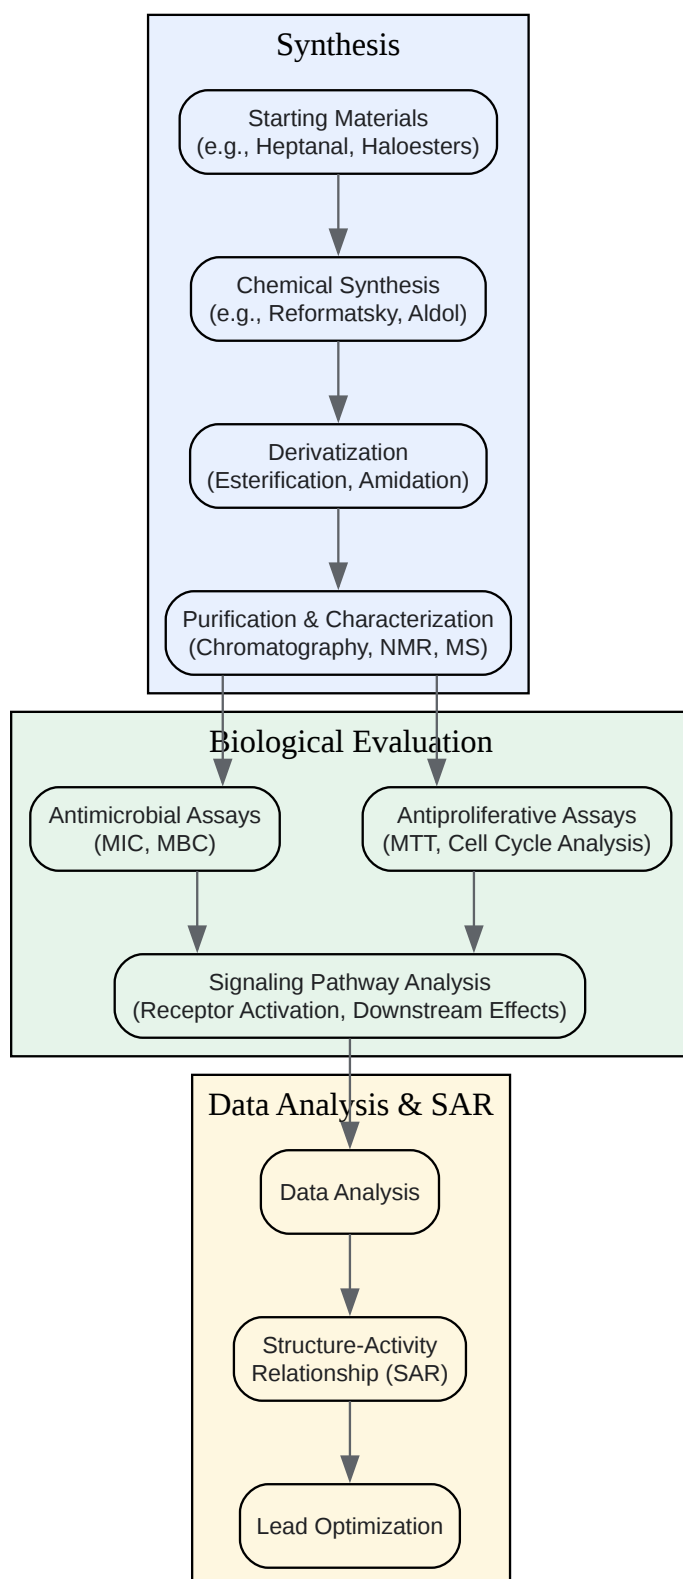 Synthesis
Starting Materials
(e.g., Heptanal, Haloesters)
Chemical Synthesis
(e.g., Reformatsky, Aldol)
Derivatization
(Esterification, Amidation)
Purification & Characterization
(Chromatography, NMR, MS)
Biological Evaluation
Antimicrobial Assays
(MIC, MBC)
Antiproliferative Assays
(MTT, Cell Cycle Analysis)
Signaling Pathway Analysis
(Receptor Activation, Downstream Effects)
Data Analysis & SAR
Data Analysis
Structure-Activity
Relationship (SAR)
Lead Optimization